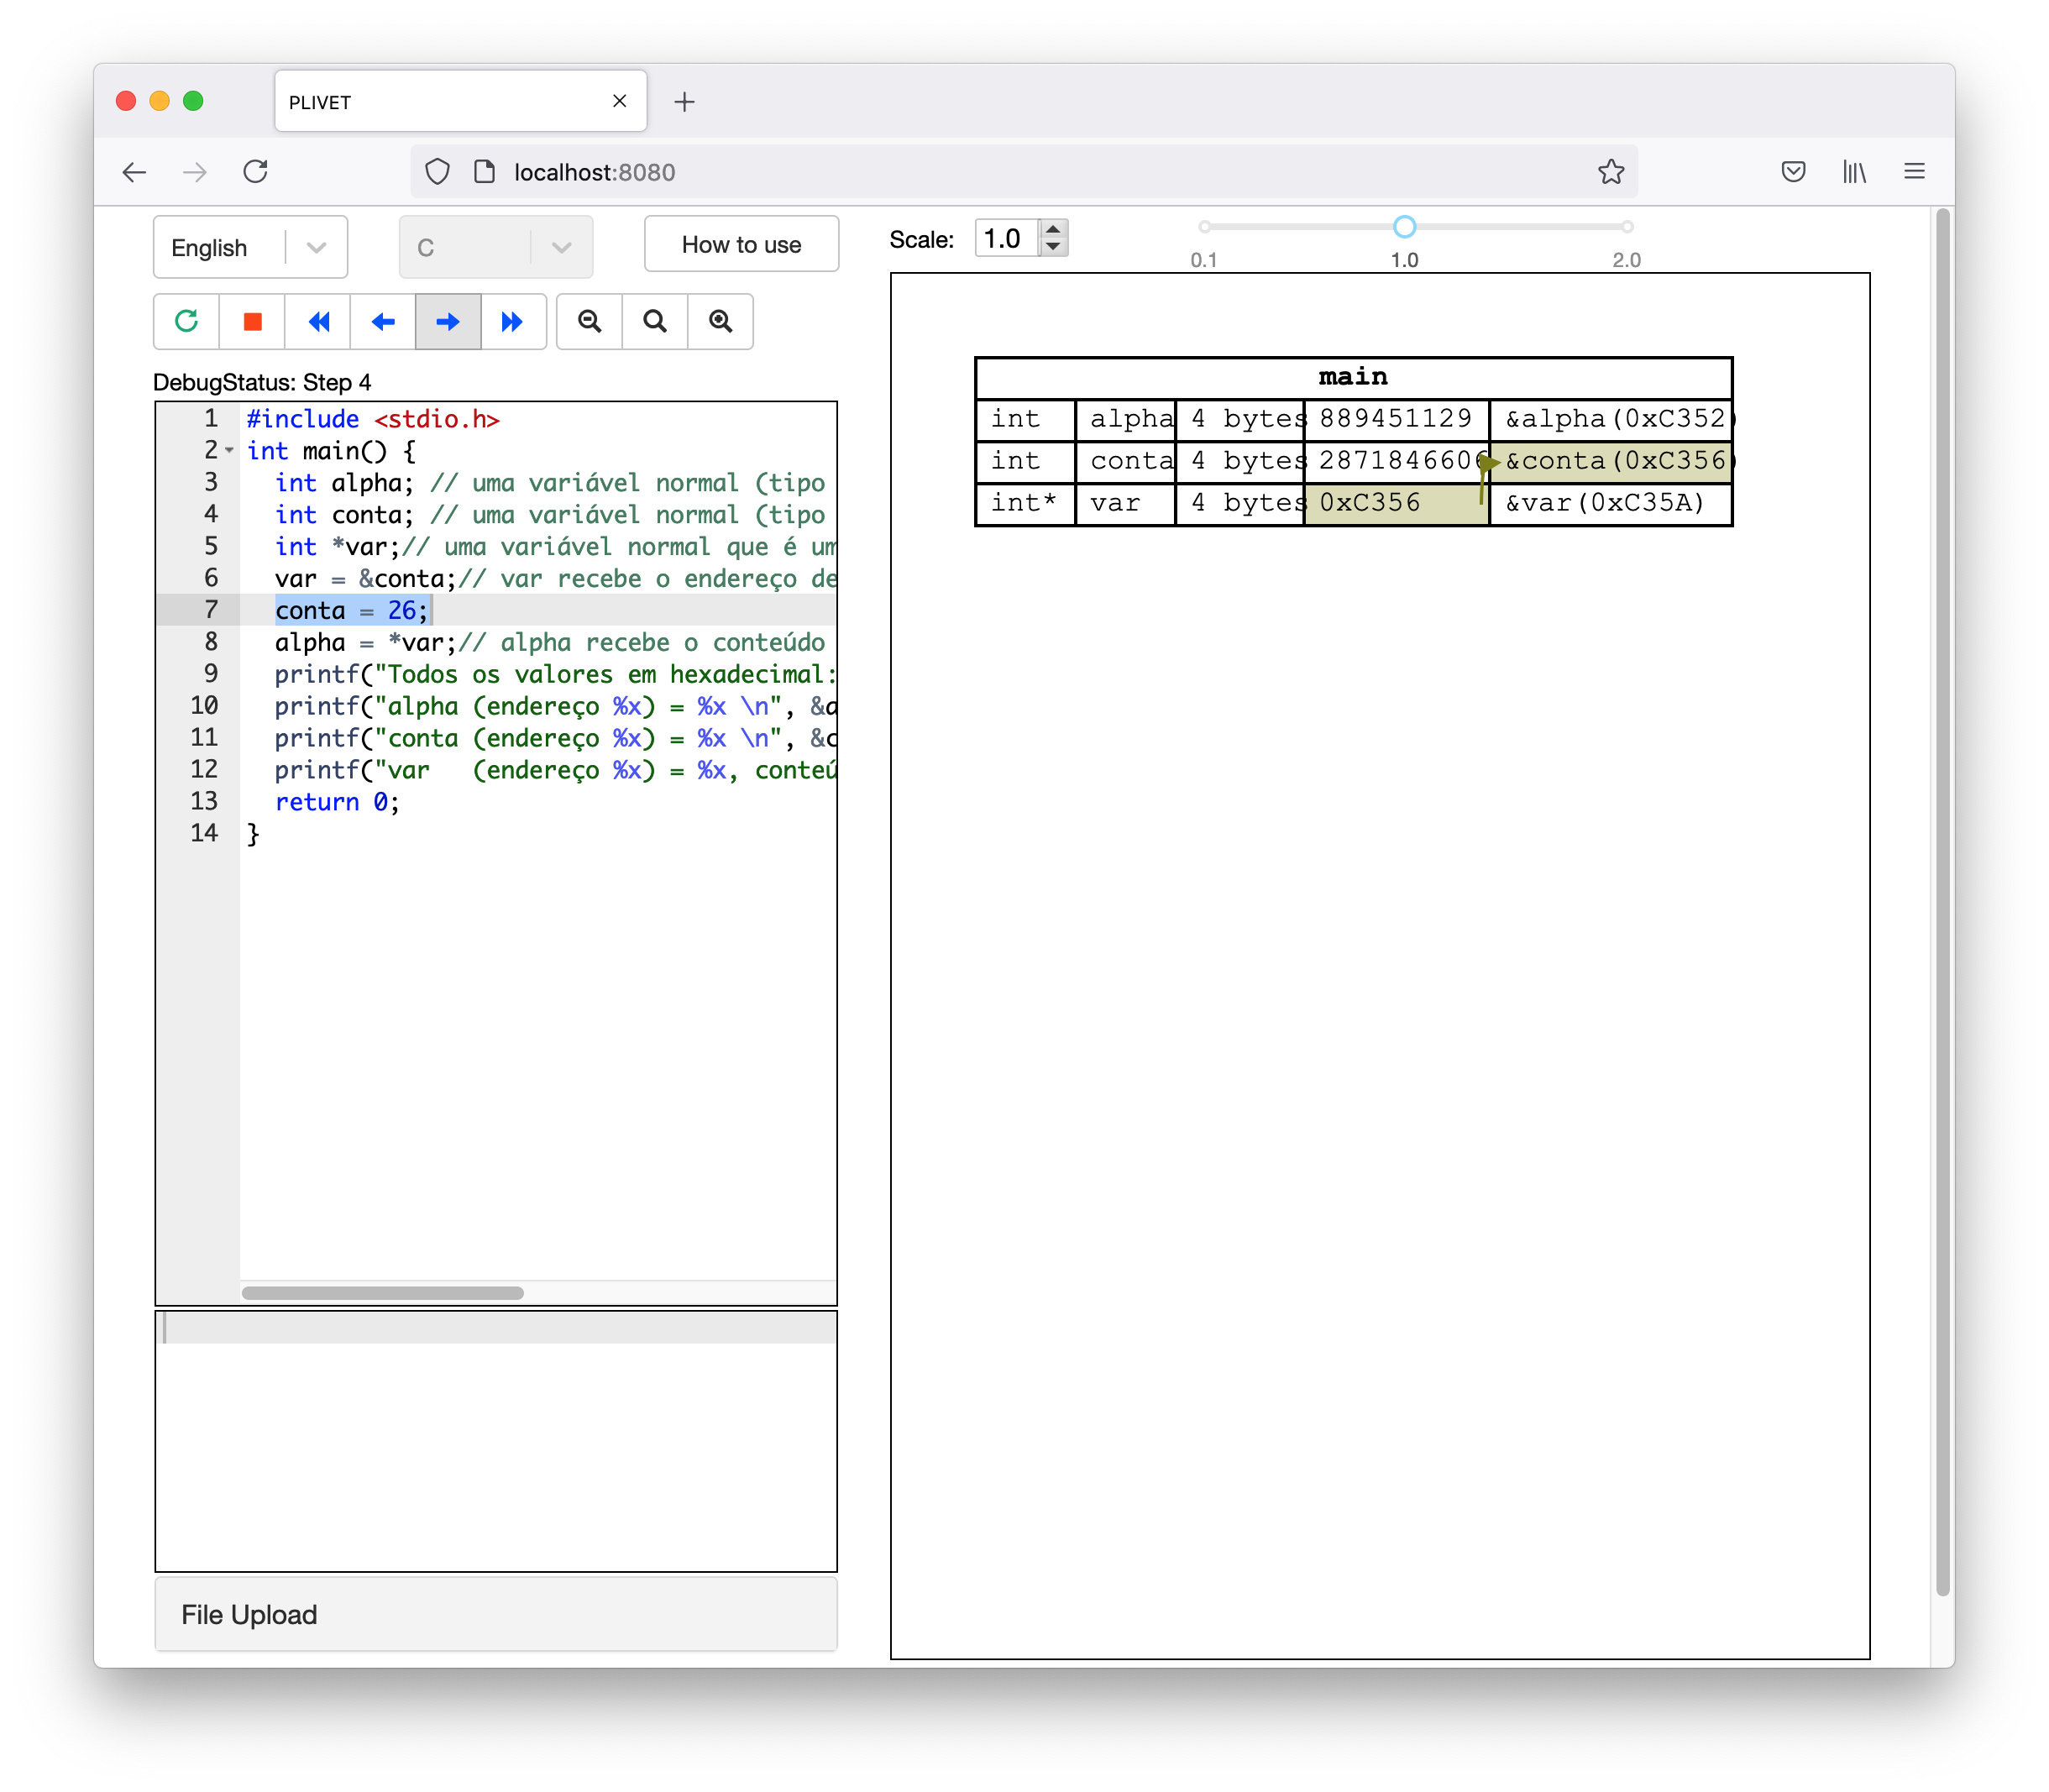 PLIVET
localhost:8080
English
C
How to use
Scale: 1.0
0.1 1.0 2.0
DebugStatus: Step 4
1 #include <stdio.h>
2 int main() {
3 int alpha; // uma variável normal (tipo
4 int conta; // uma variável normal (tipo
5 int *var;// uma variável normal que é um
6 var = &conta;// var recebe o endereço de
7 conta = 26;
8 alpha = *var;// alpha recebe o conteúdo
9 printf("Todos os valores em hexadecimal:
10 printf("alpha (endereço %x) = %x \n", &a
11 printf("conta (endereço %x) = %x \n", &c
12 printf("var   (endereço %x) = %x, conteú
13 return 0;
14 }
File Upload
main
int alpha 4 bytes 889451129 &alpha(0xC352)
int conta 4 bytes 2871846606 &conta(0xC356)
int* var 4 bytes 0xC356 &var(0xC35A)